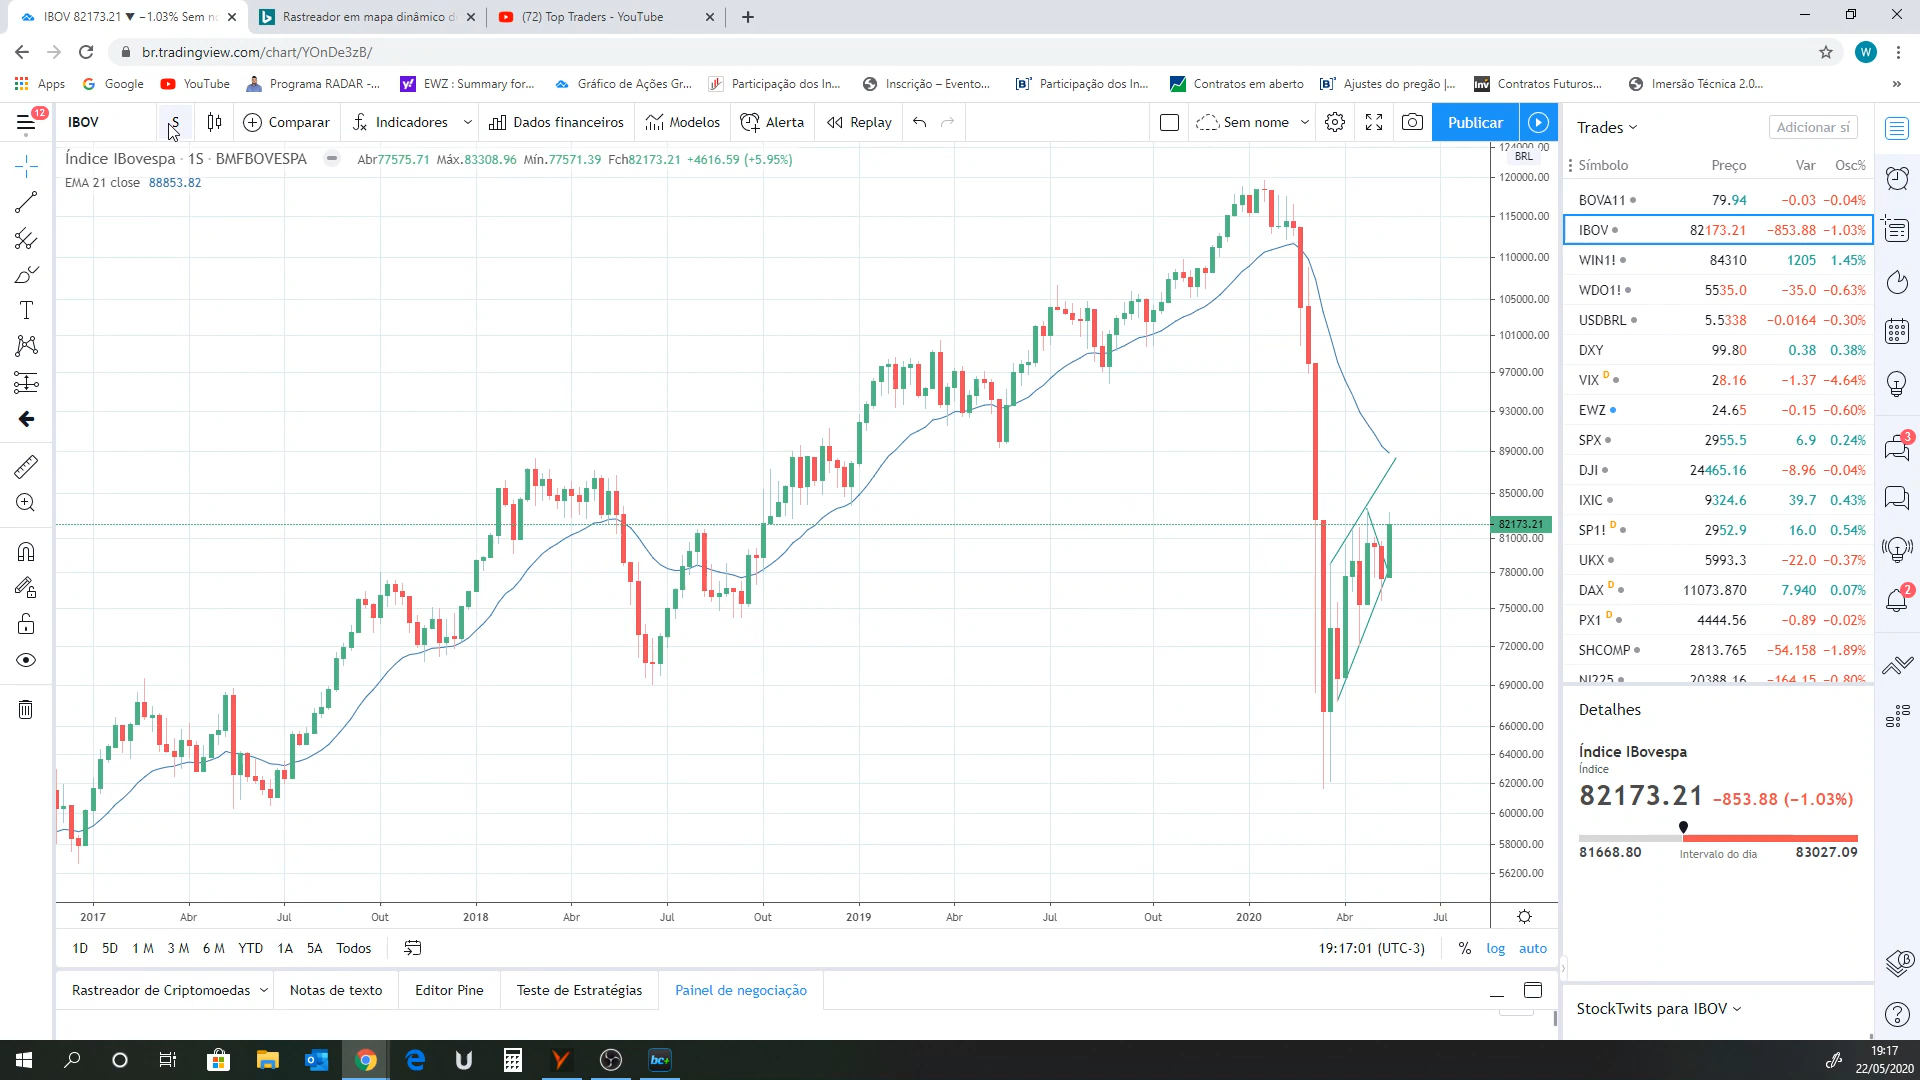 IBOV 82173.21 ▼ −1.03% Sem no
Rastreador em mapa dinâmico d
(72) Top Traders - YouTube
br.tradingview.com/chart/YOnDe3zB/
W
Apps
Google
YouTube
Programa RADAR -...
EWZ : Summary for...
Gráfico de Ações Gr...
Participação dos In...
Inscrição – Evento...
Participação dos In...
Contratos em aberto
Ajustes do pregão |...
Contratos Futuros...
Imersão Técnica 2.0...
»
12
IBOV
S
Comparar
Indicadores
Dados financeiros
Modelos
Alerta
Replay
Sem nome
Publicar
Índice IBovespa · 1S · BMFBOVESPA
Abr77575.71 Máx.83308.96 Mín.77571.39 Fch82173.21 +4616.59 (+5.95%)
EMA 21 close 88853.82
124000.00
BRL
120000.00
115000.00
110000.00
105000.00
101000.00
97000.00
93000.00
89000.00
85000.00
82173.21
81000.00
78000.00
75000.00
72000.00
69000.00
66000.00
64000.00
62000.00
60000.00
58000.00
56200.00
2017 Abr Jul Out 2018 Abr Jul Out 2019 Abr Jul Out 2020 Abr Jul
1D 5D 1 M 3 M 6 M YTD 1A 5A Todos
19:17:01 (UTC-3) % log auto
Rastreador de Criptomoedas
Notas de texto
Editor Pine
Teste de Estratégias
Painel de negociação
Trades
Adicionar sí
Símbolo Preço Var Osc%
BOVA11 79.94 −0.03 −0.04%
IBOV 82173.21 −853.88 −1.03%
WIN1! 84310 1205 1.45%
WDO1! 5535.0 −35.0 −0.63%
USDBRL 5.5338 −0.0164 −0.30%
DXY 99.80 0.38 0.38%
VIX D 28.16 −1.37 −4.64%
EWZ 24.65 −0.15 −0.60%
SPX 2955.5 6.9 0.24%
DJI 24465.16 −8.96 −0.04%
IXIC 9324.6 39.7 0.43%
SP1! D 2952.9 16.0 0.54%
UKX 5993.3 −22.0 −0.37%
DAX D 11073.870 7.940 0.07%
PX1 D 4444.56 −0.89 −0.02%
SHCOMP 2813.765 −54.158 −1.89%
NI225 20388.16 −164.15 −0.80%
Detalhes
Índice IBovespa
Índice
82173.21 −853.88 (−1.03%)
81668.80 Intervalo do dia 83027.09
StockTwits para IBOV
3
2
bc+
19:17
22/05/2020